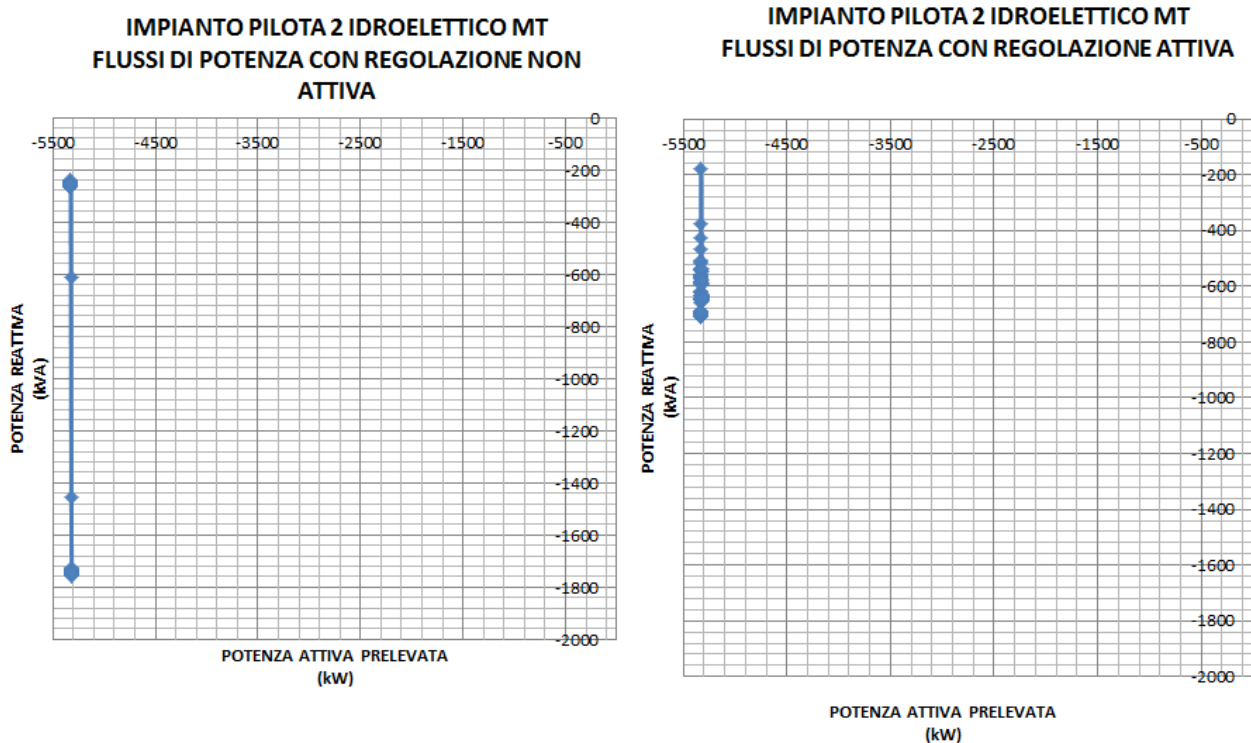 IMPIANTO PILOTA 2 IDROELETTICO MT
FLUSSI DI POTENZA CON REGOLAZIONE NON
ATTIVA
-5500 -4500 -3500 -2500 -1500 -500
0
-200
-400
-600
-800
-1000
-1200
-1400
-1600
-1800
-2000
POTENZA REATTIVA
(kVA)
POTENZA ATTIVA PRELEVATA
(kW)
IMPIANTO PILOTA 2 IDROELETTICO MT
FLUSSI DI POTENZA CON REGOLAZIONE ATTIVA
-5500 -4500 -3500 -2500 -1500 -500
0
-200
-400
-600
-800
-1000
-1200
-1400
-1600
-1800
-2000
POTENZA REATTIVA
(kVA)
POTENZA ATTIVA PRELEVATA
(kW)